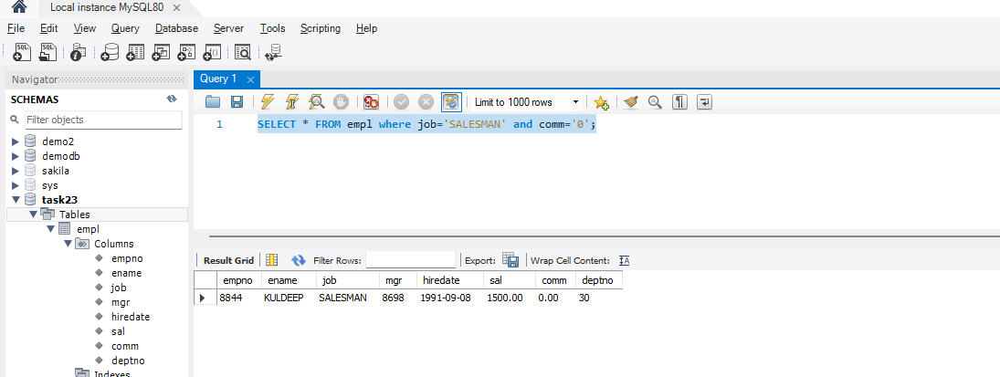 Local instance MySQL80 ×
File Edit View Query Database Server Tools Scripting Help
Navigator
SCHEMAS
Filter objects
demo2
demodb
sakila
sys
task23
Tables
empl
Columns
empno
ename
job
mgr
hiredate
sal
comm
deptno
Indexes
Query 1 ×
Limit to 1000 rows
1 SELECT * FROM empl where job='SALESMAN' and comm='0';
Result Grid Filter Rows: Export: Wrap Cell Content: IA
empno ename job mgr hiredate sal comm deptno
8844 KULDEEP SALESMAN 8698 1991-09-08 1500.00 0.00 30